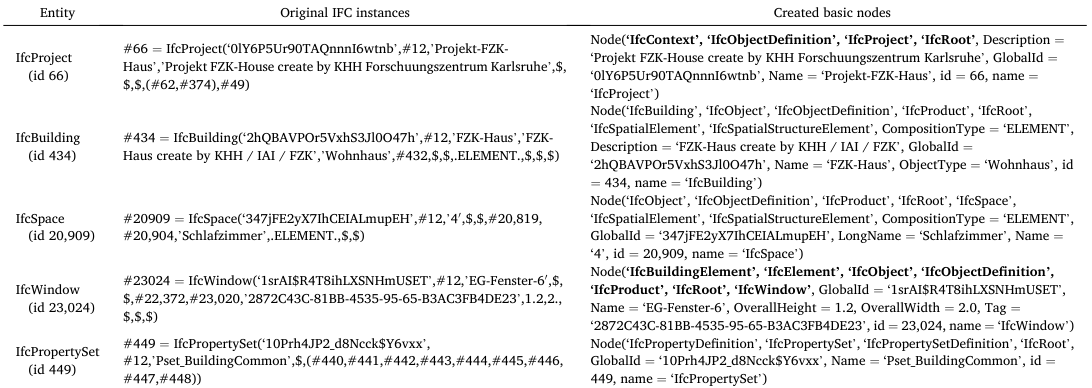 Entity Original IFC instances Created basic nodes
IfcProject
(id 66)
#66 = IfcProject(‘0lY6P5Ur90TAQnnnI6wtnb’,#12,’Projekt-FZK-
Haus’,’Projekt FZK-House create by KHH Forschuungszentrum Karlsruhe’,$,
$,$,(#62,#374),#49)
Node(‘IfcContext’, ‘IfcObjectDefinition’, ‘IfcProject’, ‘IfcRoot’, Description =
‘Projekt FZK-House create by KHH Forschuungszentrum Karlsruhe’, GlobalId =
‘0lY6P5Ur90TAQnnnI6wtnb’, Name = ‘Projekt-FZK-Haus’, id = 66, name =
‘IfcProject’)
IfcBuilding
(id 434)
#434 = IfcBuilding(‘2hQBAVPOr5VxhS3Jl0O47h’,#12,’FZK-Haus’,’FZK-
Haus create by KHH / IAI / FZK’,’Wohnhaus’,#432,$,$,.ELEMENT.,$,$,$)
Node(‘IfcBuilding’, ‘IfcObject’, ‘IfcObjectDefinition’, ‘IfcProduct’, ‘IfcRoot’,
‘IfcSpatialElement’, ‘IfcSpatialStructureElement’, CompositionType = ‘ELEMENT’,
Description = ‘FZK-Haus create by KHH / IAI / FZK’, GlobalId =
‘2hQBAVPOr5VxhS3Jl0O47h’, Name = ‘FZK-Haus’, ObjectType = ‘Wohnhaus’, id
= 434, name = ‘IfcBuilding’)
IfcSpace
(id 20,909)
#20909 = IfcSpace(‘347jFE2yX7IhCEIALmupEH’,#12,’4′,$,$,#20,819,
#20,904,’Schlafzimmer’,.ELEMENT.,$,$)
Node(‘IfcObject’, ‘IfcObjectDefinition’, ‘IfcProduct’, ‘IfcRoot’, ‘IfcSpace’,
‘IfcSpatialElement’, ‘IfcSpatialStructureElement’, CompositionType = ‘ELEMENT’,
GlobalId = ‘347jFE2yX7IhCEIALmupEH’, LongName = ‘Schlafzimmer’, Name =
‘4’, id = 20,909, name = ‘IfcSpace’)
IfcWindow
(id 23,024)
#23024 = IfcWindow(‘1srAI$R4T8ihLXSNHmUSET’,#12,’EG-Fenster-6′,$,
$,#22,372,#23,020,’2872C43C-81BB-4535-95-65-B3AC3FB4DE23’,1.2,2.,
$,$,$)
Node(‘IfcBuildingElement’, ‘IfcElement’, ‘IfcObject’, ‘IfcObjectDefinition’,
‘IfcProduct’, ‘IfcRoot’, ‘IfcWindow’, GlobalId = ‘1srAI$R4T8ihLXSNHmUSET’,
Name = ‘EG-Fenster-6’, OverallHeight = 1.2, OverallWidth = 2.0, Tag =
‘2872C43C-81BB-4535-95-65-B3AC3FB4DE23’, id = 23,024, name = ‘IfcWindow’)
IfcPropertySet
(id 449)
#449 = IfcPropertySet(‘10Prh4JP2_d8Ncck$Y6vxx’,
#12,’Pset_BuildingCommon’,$,(#440,#441,#442,#443,#444,#445,#446,
#447,#448))
Node(‘IfcPropertyDefinition’, ‘IfcPropertySet’, ‘IfcPropertySetDefinition’, ‘IfcRoot’,
GlobalId = ‘10Prh4JP2_d8Ncck$Y6vxx’, Name = ‘Pset_BuildingCommon’, id =
449, name = ‘IfcPropertySet’)